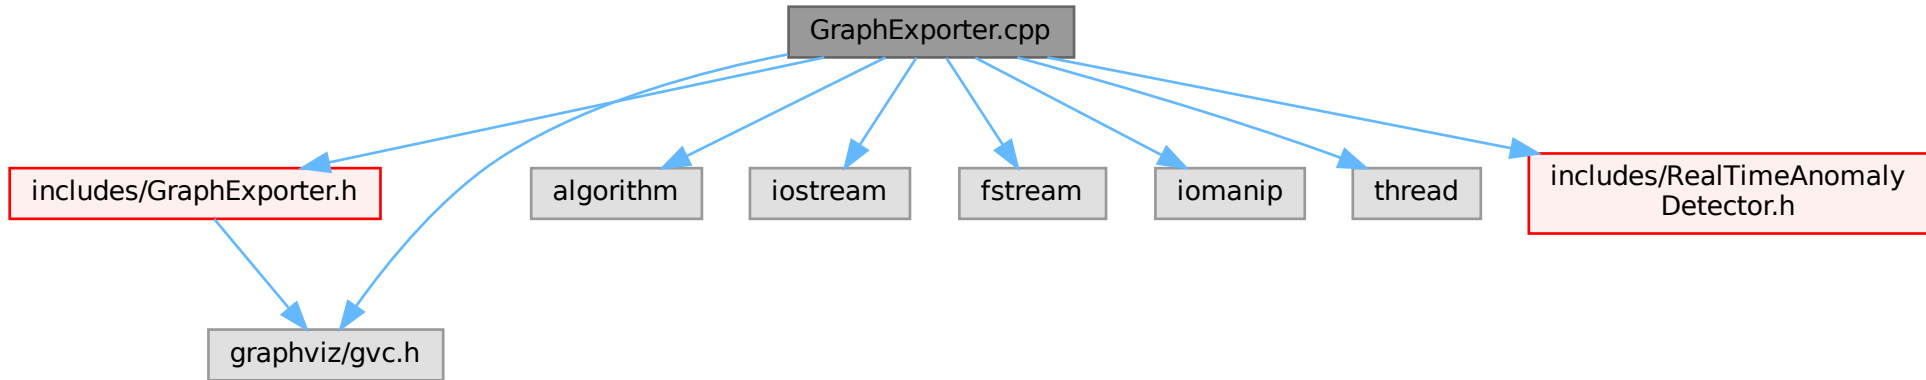 GraphExporter.cpp
includes/GraphExporter.h
algorithm
iostream
fstream
iomanip
thread
includes/RealTimeAnomaly
Detector.h
graphviz/gvc.h